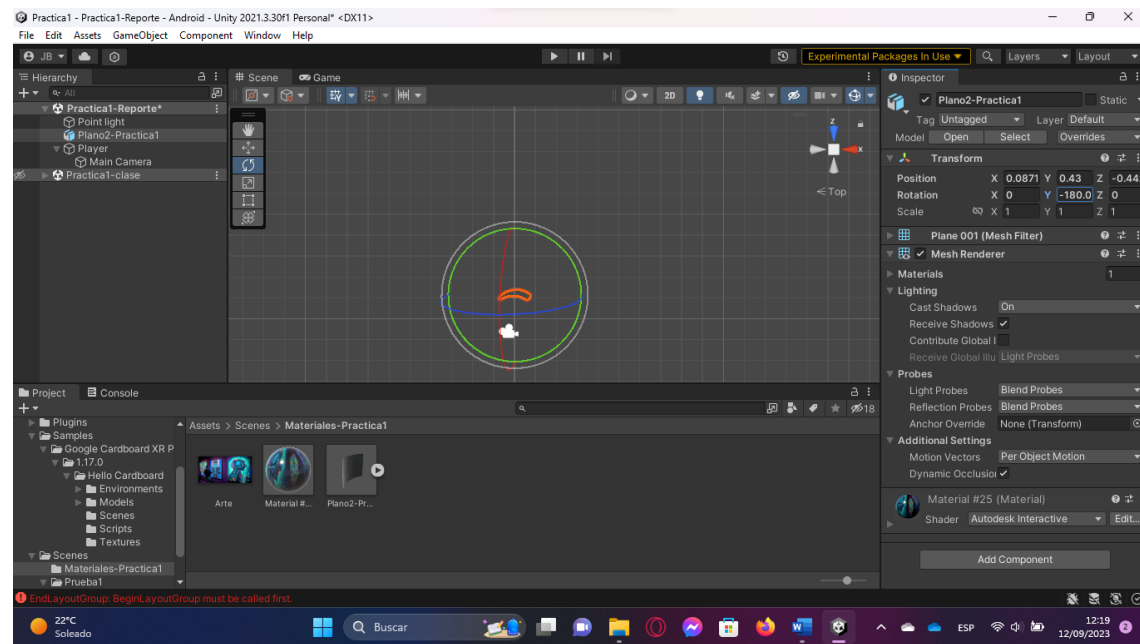 Practica1 - Practica1-Reporte - Android - Unity 2021.3.30f1 Personal* <DX11>
File Edit Assets GameObject Component Window Help
JB
Experimental Packages In Use
Layers
Layout
Hierarchy
All
Practica1-Reporte*
Point light
Plano2-Practica1
Player
Main Camera
Practica1-clase
Scene
Game
2D
z
x
Top
Inspector
Plano2-Practica1
Static
Tag Untagged Layer Default
Model Open Select Overrides
Transform
Position X 0.0871 Y 0.43 Z -0.44
Rotation X 0 Y -180.0 Z 0
Scale X 1 Y 1 Z 1
Plane 001 (Mesh Filter)
Mesh Renderer
Materials 1
Lighting
Cast Shadows On
Receive Shadows
Contribute Global I
Receive Global Illu Light Probes
Probes
Light Probes Blend Probes
Reflection Probes Blend Probes
Anchor Override None (Transform)
Additional Settings
Motion Vectors Per Object Motion
Dynamic Occlusion
Material #25 (Material)
Shader Autodesk Interactive Edit...
Add Component
Project
Console
18
Plugins
Samples
Google Cardboard XR P
1.17.0
Hello Cardboard
Environments
Models
Scenes
Scripts
Textures
Scenes
Materiales-Practica1
Prueba1
Assets > Scenes > Materiales-Practica1
Arte
Material #...
Plano2-Pr...
EndLayoutGroup: BeginLayoutGroup must be called first.
22°C
Soleado
Buscar
ESP
12:19
12/09/2023
2